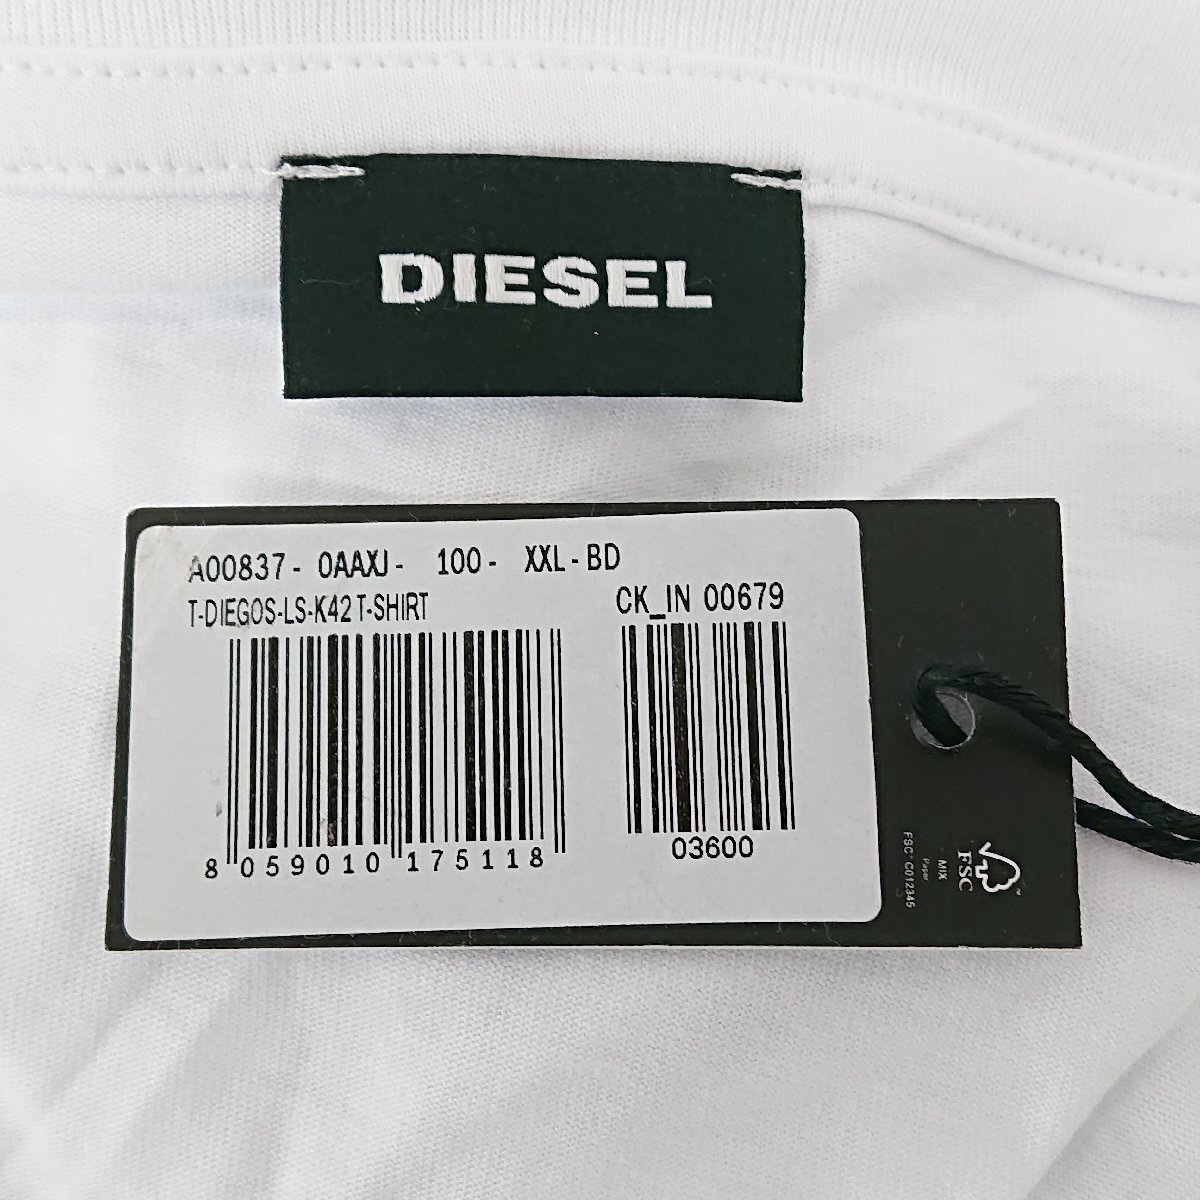 DIESEL
A00837- 0AAXJ- 100- XXL-BD
T-DIEGOS-LS-K42 T-SHIRT
CK_IN 00679
8 059010 175118
03600
FSC
™
MIX
Paper
FSC® C012345